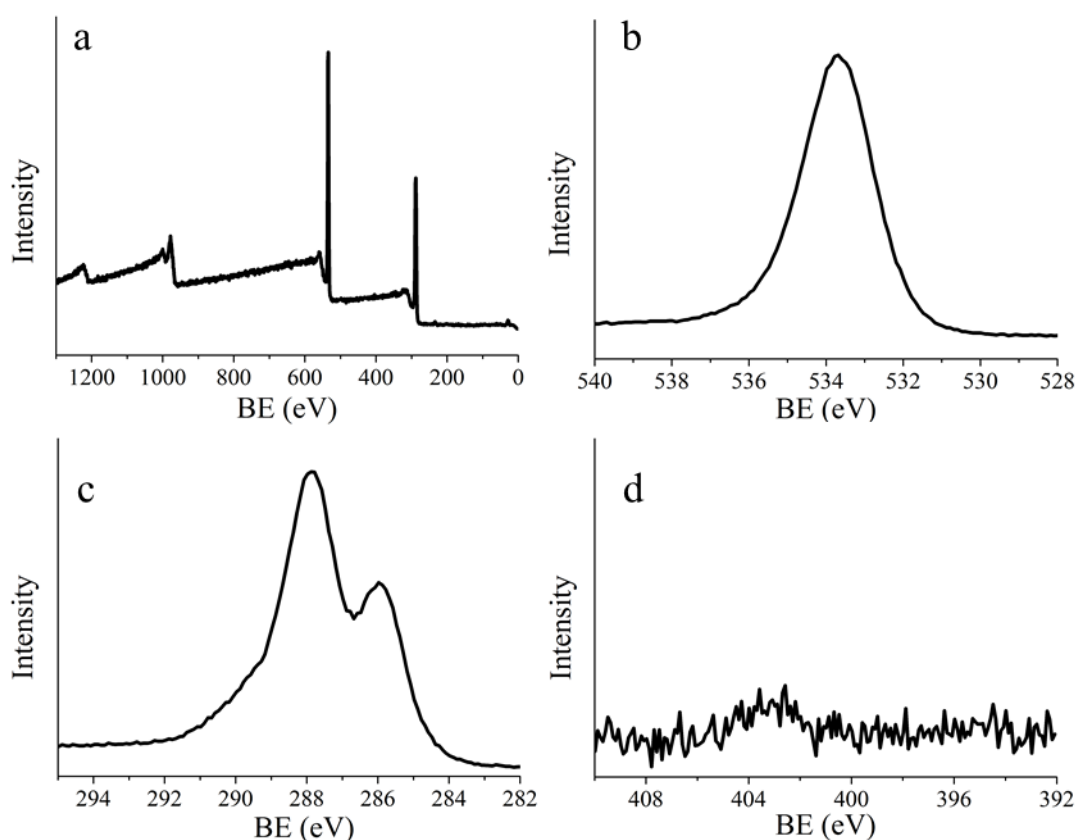 a
Intensity
1200 1000 800 600 400 200 0
BE (eV)
b
Intensity
540 538 536 534 532 530 528
BE (eV)
c
Intensity
294 292 290 288 286 284 282
BE (eV)
d
Intensity
408 404 400 396 392
BE (eV)